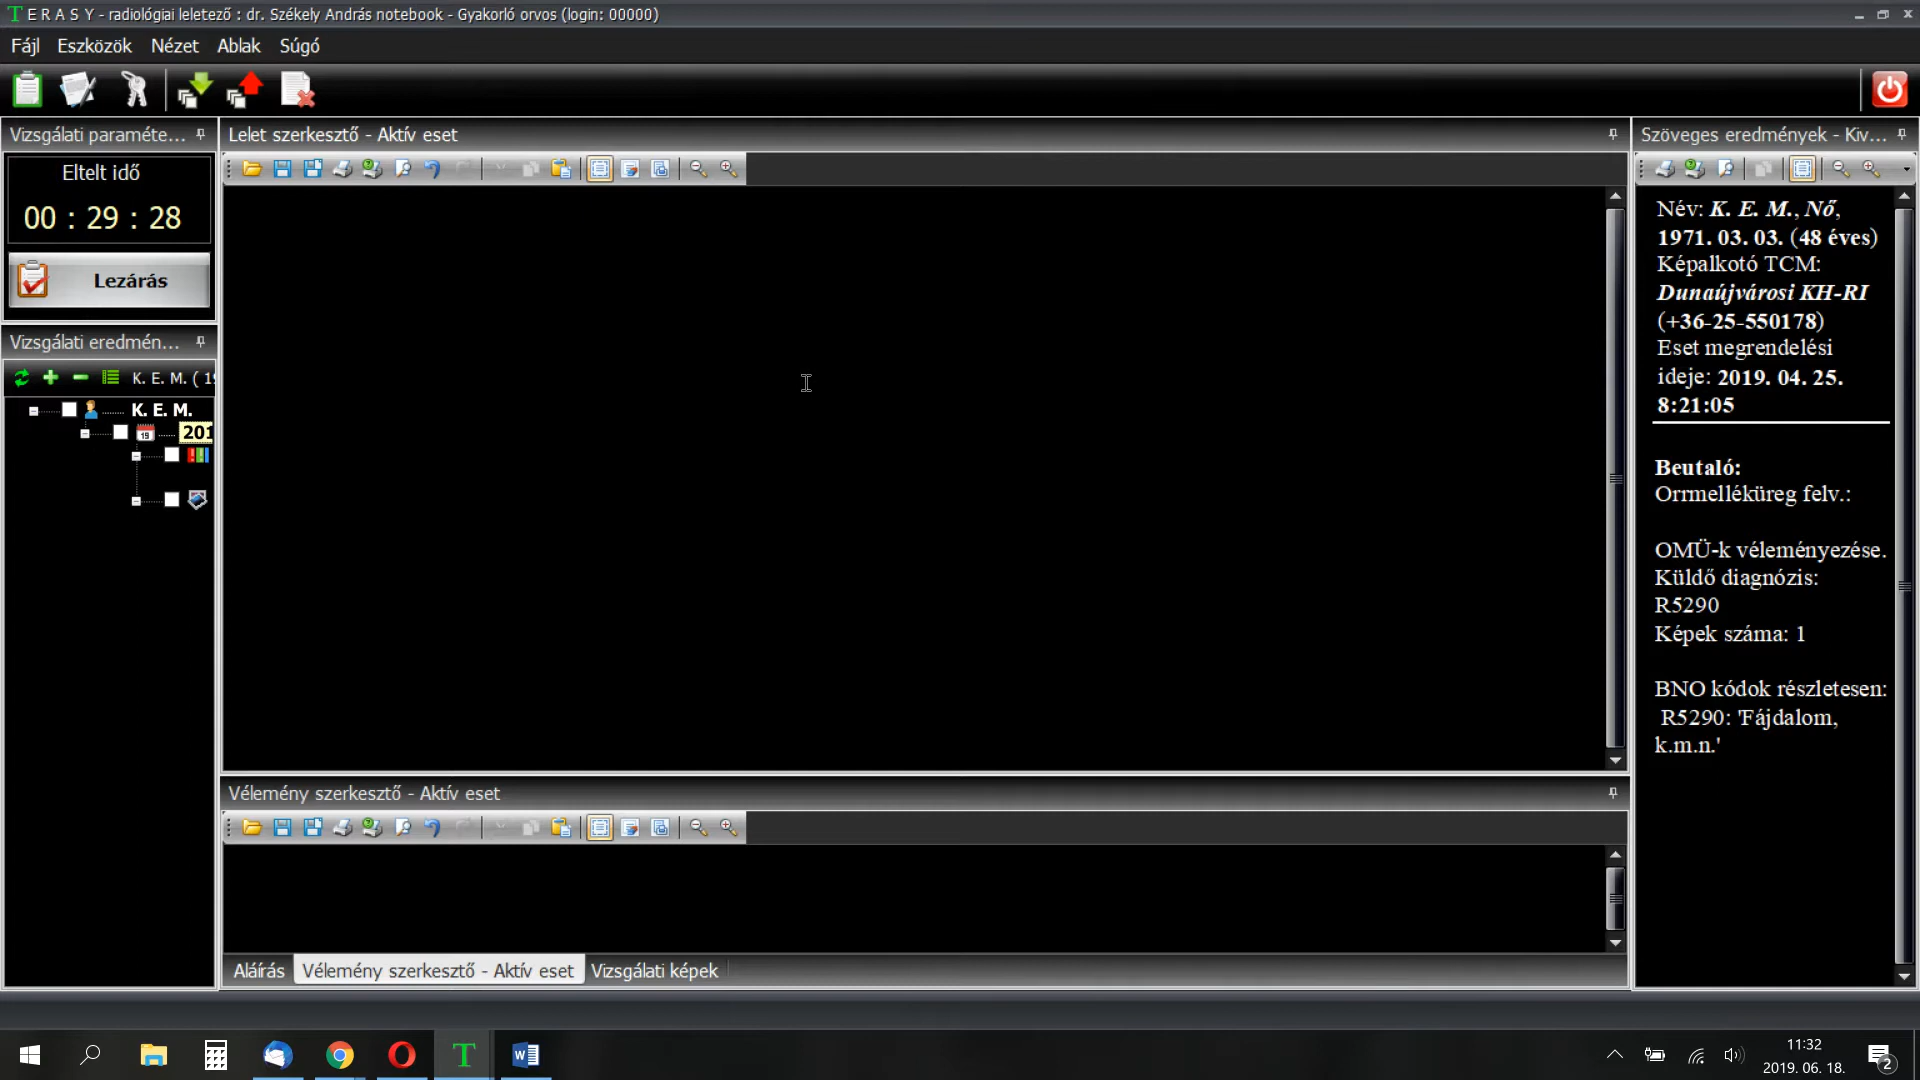 T E R A S Y - radiológiai leletező : dr. Székely András notebook - Gyakorló orvos (login: 00000)
Fájl Eszközök Nézet Ablak Súgó
Vizsgálati paraméte...
Eltelt idő
00 : 29 : 28
Lezárás
Vizsgálati eredmén...
K. E. M. ( 19
K. E. M.
19
201
Lelet szerkesztő - Aktív eset
Vélemény szerkesztő - Aktív eset
Aláírás Vélemény szerkesztő - Aktív eset Vizsgálati képek
Szöveges eredmények - Kiv...
Név: K. E. M., Nő,
1971. 03. 03. (48 éves)
Képalkotó TCM:
Dunaújvárosi KH-RI
(+36-25-550178)
Eset megrendelési
ideje: 2019. 04. 25.
8:21:05
Beutaló:
Orrmelléküreg felv.:
OMÜ-k véleményezése.
Küldő diagnózis:
R5290
Képek száma: 1
BNO kódok részletesen:
R5290: 'Fájdalom,
k.m.n.'
T
11:32
2019. 06. 18.
2